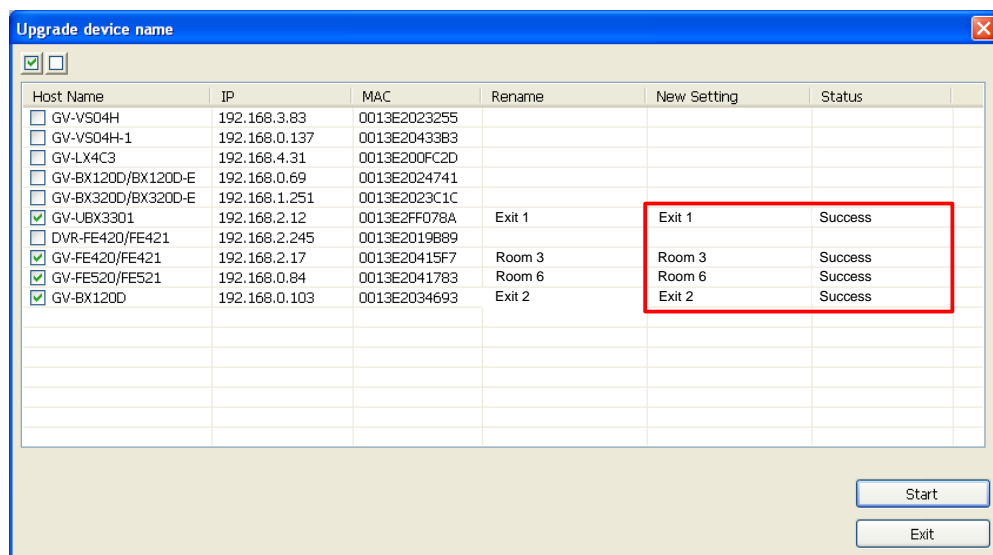 Upgrade device name
Host Name IP MAC Rename New Setting Status
GV-VS04H 192.168.3.83 0013E2023255
GV-VS04H-1 192.168.0.137 0013E20433B3
GV-LX4C3 192.168.4.31 0013E200FC2D
GV-BX120D/BX120D-E 192.168.0.69 0013E2024741
GV-BX320D/BX320D-E 192.168.1.251 0013E2023C1C
GV-UBX3301 192.168.2.12 0013E2FF078A Exit 1 Exit 1 Success
DVR-FE420/FE421 192.168.2.245 0013E2019B89
GV-FE420/FE421 192.168.2.17 0013E20415F7 Room 3 Room 3 Success
GV-FE520/FE521 192.168.0.84 0013E2041783 Room 6 Room 6 Success
GV-BX120D 192.168.0.103 0013E2034693 Exit 2 Exit 2 Success
Start
Exit